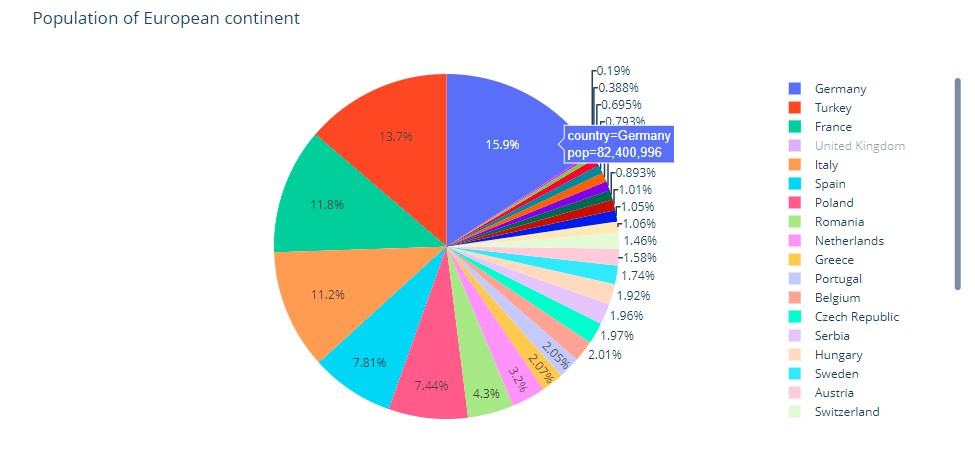 Population of European continent
0.19%
0.388%
0.695%
0.793%
country=Germany
pop=82,400,996
0.893%
1.01%
1.05%
1.06%
1.46%
1.58%
1.74%
1.92%
1.96%
1.97%
2.01%
2.05%
2.07%
3.2%
4.3%
7.44%
7.81%
11.2%
11.8%
13.7%
15.9%
Germany
Turkey
France
United Kingdom
Italy
Spain
Poland
Romania
Netherlands
Greece
Portugal
Belgium
Czech Republic
Serbia
Hungary
Sweden
Austria
Switzerland